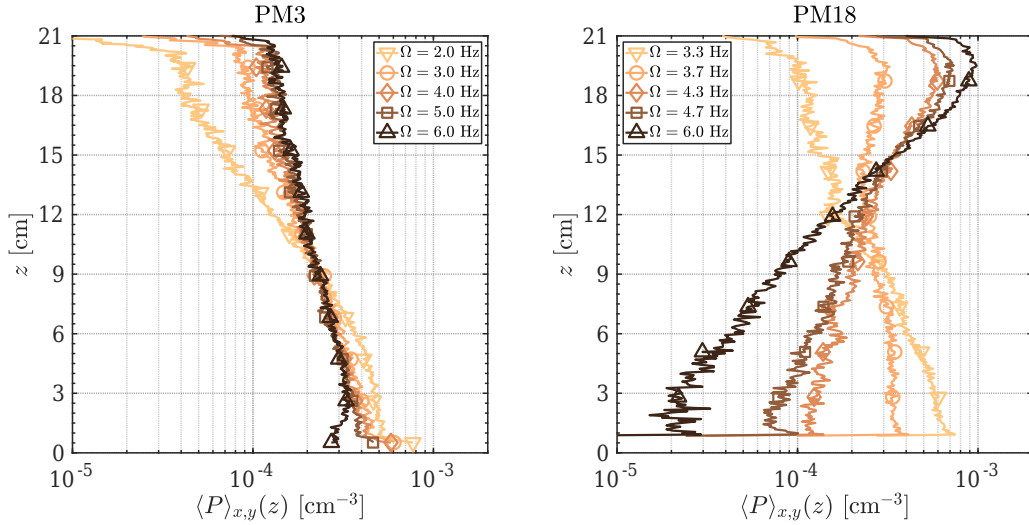 PM3
21
18
15
12
9
6
3
0
z [cm]
Ω = 2.0 Hz
Ω = 3.0 Hz
Ω = 4.0 Hz
Ω = 5.0 Hz
Ω = 6.0 Hz
10⁻⁵
10⁻⁴
10⁻³
⟨P⟩x,y(z) [cm⁻³]
PM18
21
18
15
12
9
6
3
0
z [cm]
Ω = 3.3 Hz
Ω = 3.7 Hz
Ω = 4.3 Hz
Ω = 4.7 Hz
Ω = 6.0 Hz
10⁻⁵
10⁻⁴
10⁻³
⟨P⟩x,y(z) [cm⁻³]